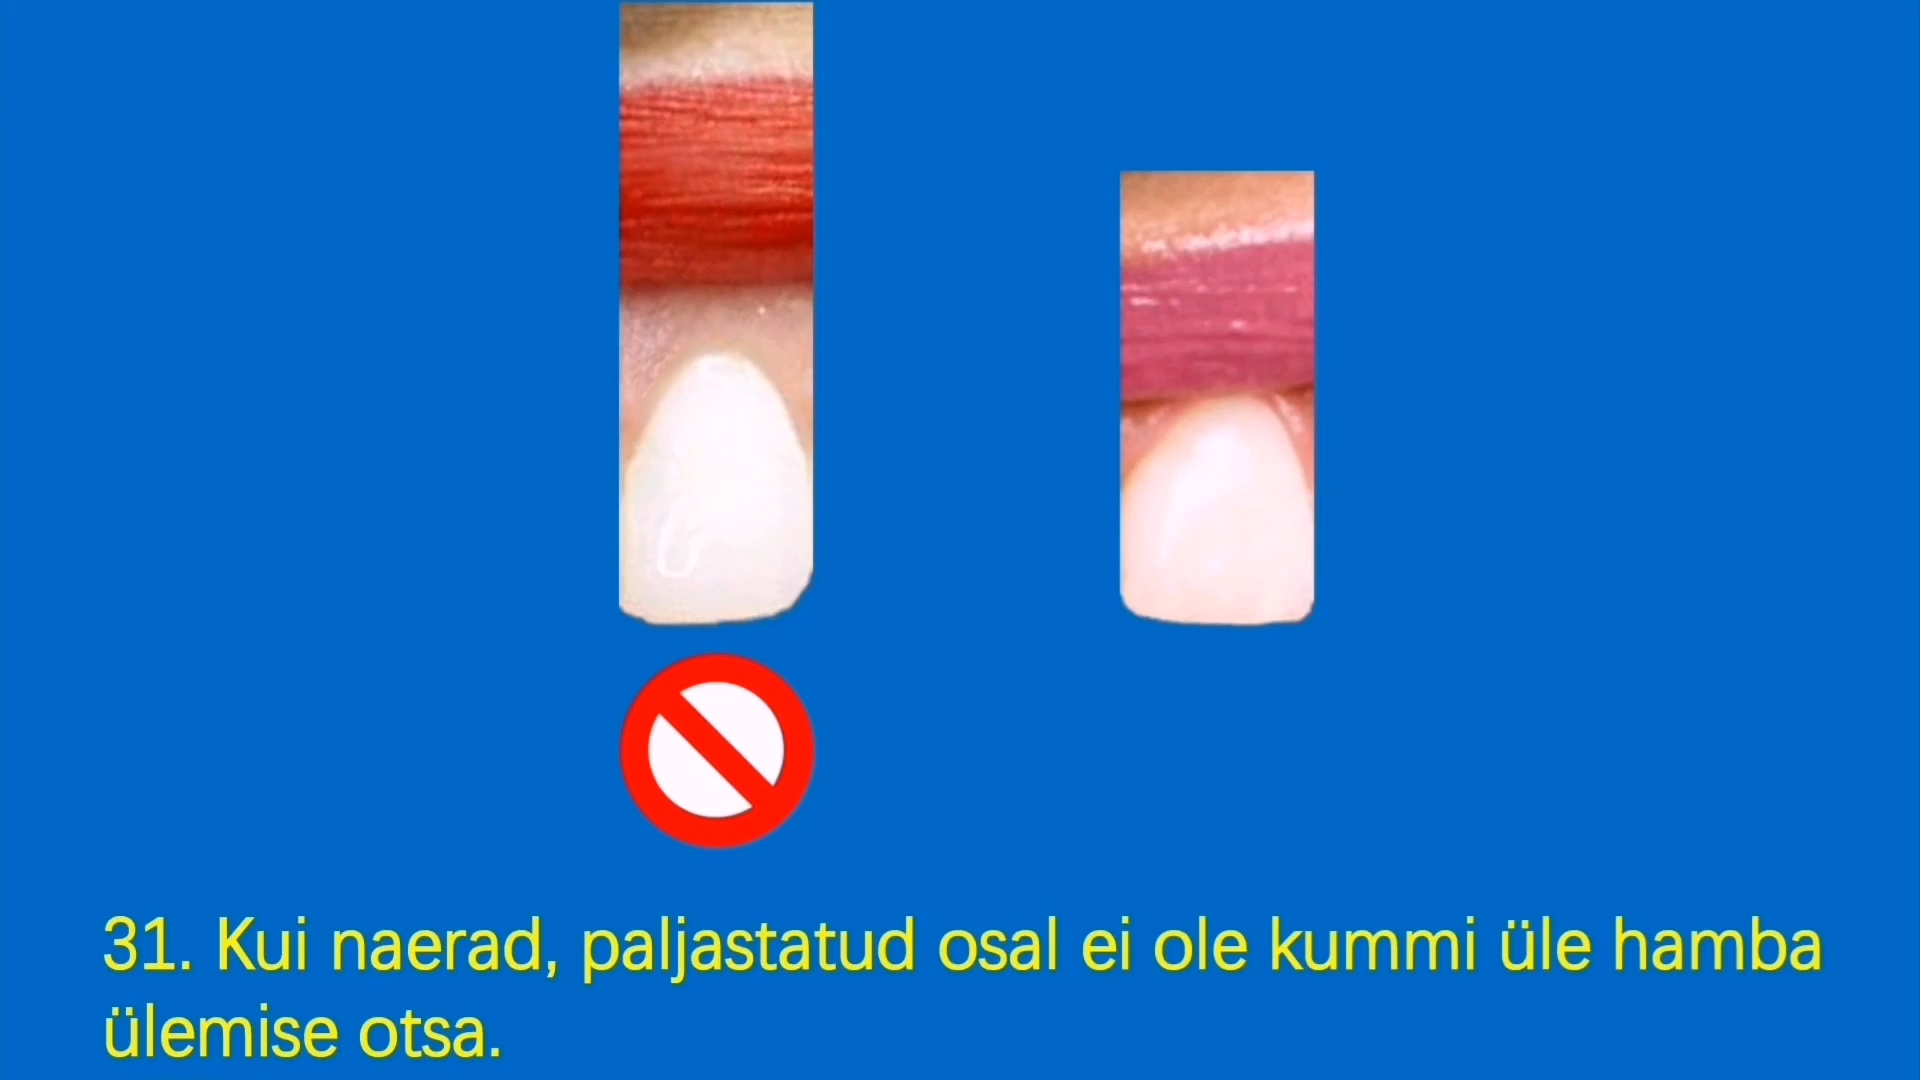 31. Kui naerad, paljastatud osal ei ole kummi üle hamba
ülemise otsa.